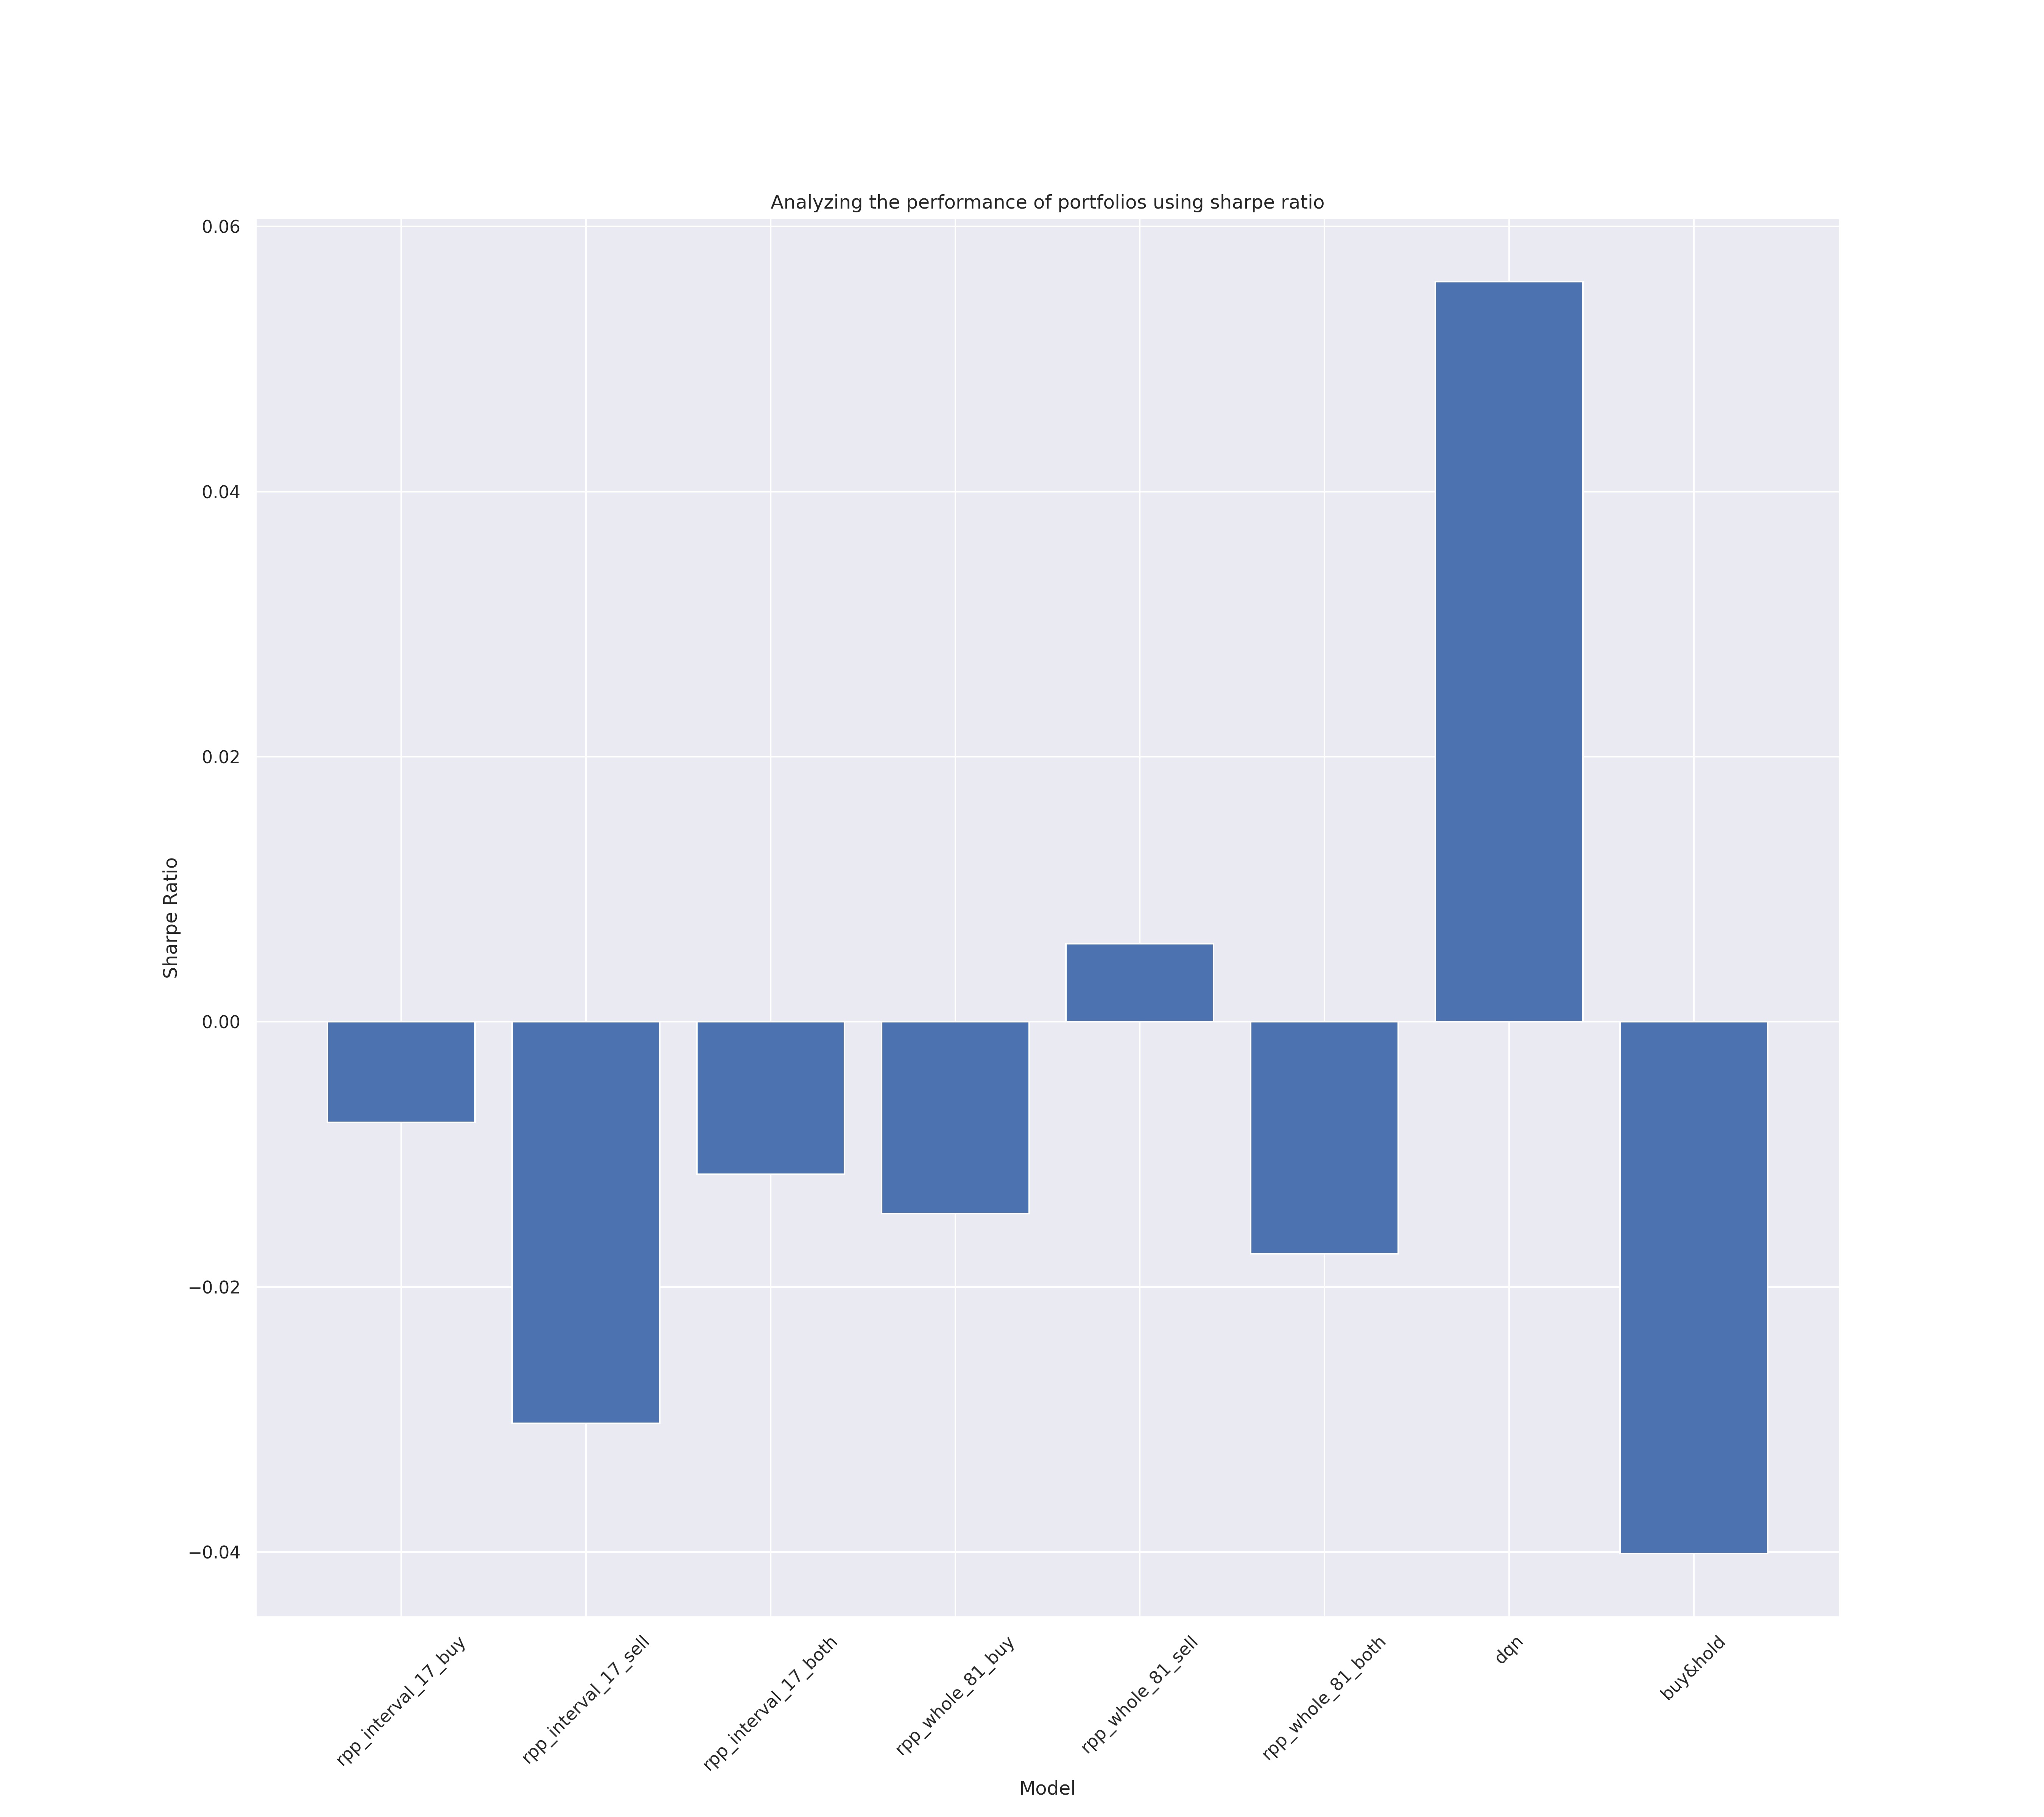 Analyzing the performance of portfolios using sharpe ratio
0.06
0.04
0.02
0.00
−0.02
−0.04
Sharpe Ratio
rpp_interval_17_buy
rpp_interval_17_sell
rpp_interval_17_both
rpp_whole_81_buy
rpp_whole_81_sell
rpp_whole_81_both
dqn
buy&hold
Model